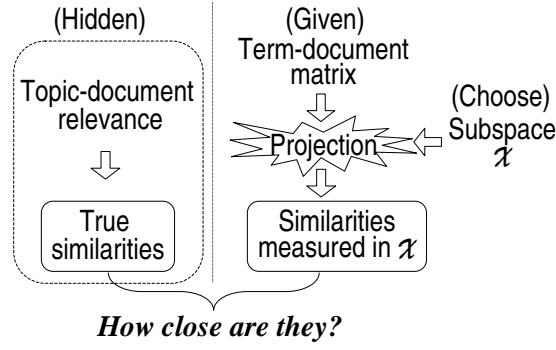 (Hidden)
Topic-document
relevance
True
similarities
(Given)
Term-document
matrix
Projection
(Choose)
Subspace
𝒳
Similarities
measured in 𝒳
How close are they?